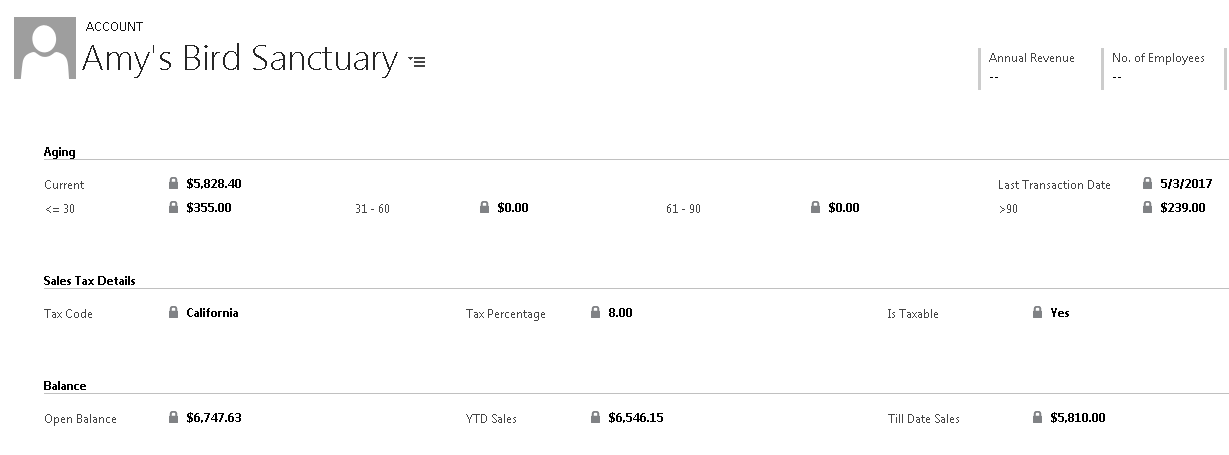 ACCOUNT
Amy's Bird Sanctuary
Annual Revenue No. of Employees
-- --
Aging
Current $5,828.40 Last Transaction Date 5/3/2017
<= 30 $355.00 31 - 60 $0.00 61 - 90 $0.00 >90 $239.00
Sales Tax Details
Tax Code California Tax Percentage 8.00 Is Taxable Yes
Balance
Open Balance $6,747.63 YTD Sales $6,546.15 Till Date Sales $5,810.00